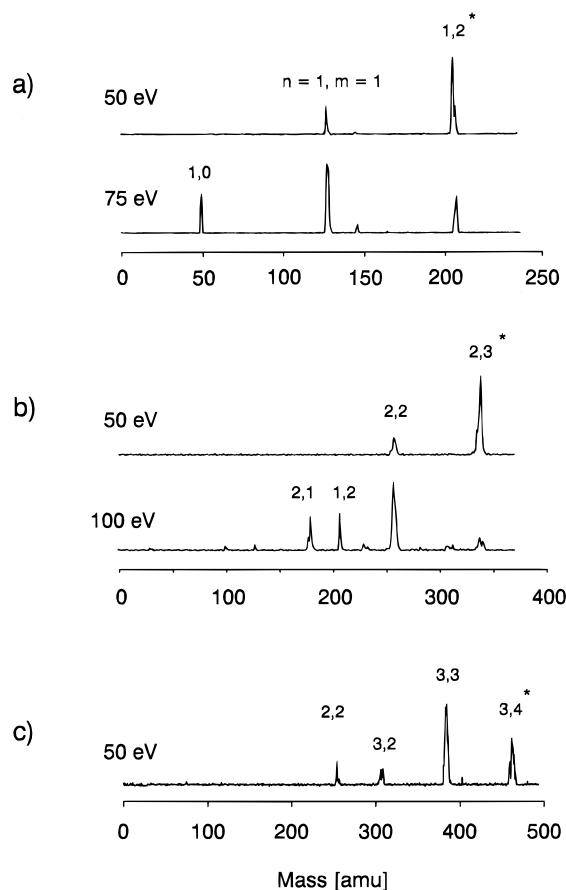 a)
1,2*
n = 1, m = 1
50 eV
1,0
75 eV
0 50 100 150 200 250
b)
2,3*
50 eV
2,2
2,1 1,2
100 eV
0 100 200 300 400
c)
3,3
2,2 3,2 3,4*
50 eV
0 100 200 300 400 500
Mass [amu]